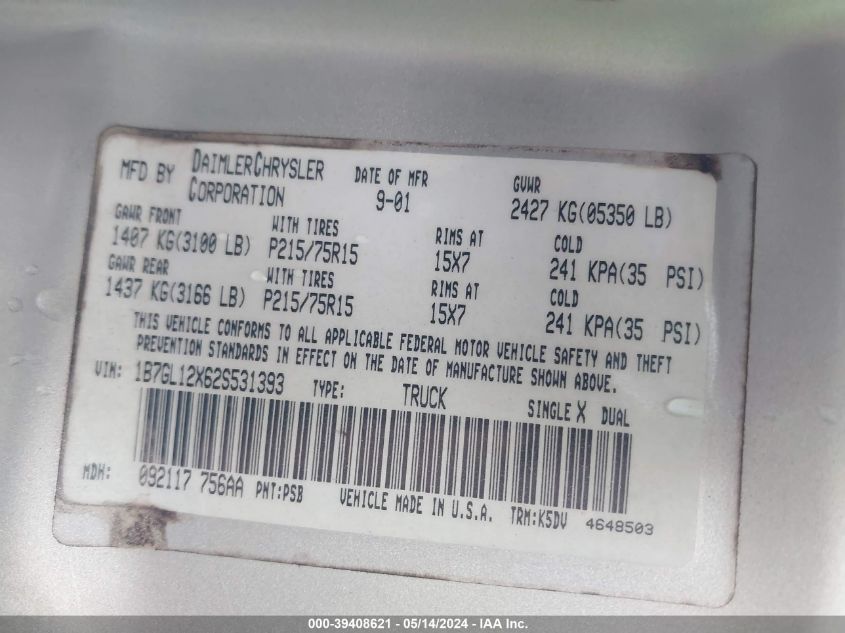 MFD BY DAIMLERCHRYSLER CORPORATION
DATE OF MFR 9-01
GVWR 2427 KG(05350 LB)
GAWR FRONT WITH TIRES RIMS AT COLD
1407 KG(3100 LB) P215/75R15 15X7 241 KPA(35 PSI)
GAWR REAR WITH TIRES RIMS AT COLD
1437 KG(3166 LB) P215/75R15 15X7 241 KPA(35 PSI)
THIS VEHICLE CONFORMS TO ALL APPLICABLE FEDERAL MOTOR VEHICLE SAFETY AND THEFT
PREVENTION STANDARDS IN EFFECT ON THE DATE OF MANUFACTURE SHOWN ABOVE.
VIN: 1B7GL12X62S531393 TYPE: TRUCK SINGLE X DUAL
MDH: 092117 756AA PNT:PSB VEHICLE MADE IN U.S.A. TRM:K5DV 4648503
000-39408621 / 05/14/2024 - IAA Inc.